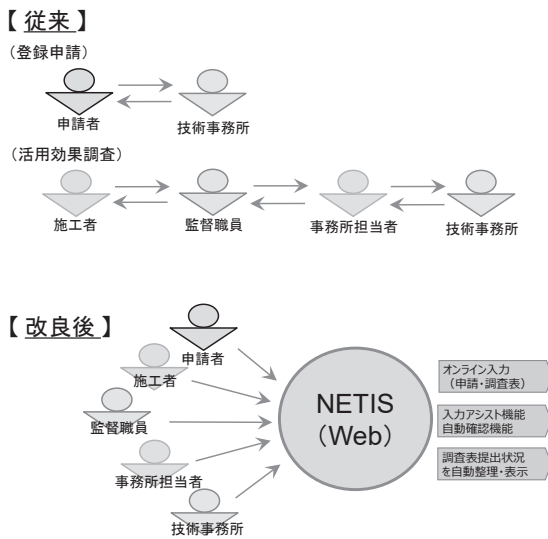 【 従来 】
（登録申請）
申請者
技術事務所
（活用効果調査）
施工者
監督職員
事務所担当者
技術事務所
【 改良後 】
申請者
施工者
監督職員
事務所担当者
技術事務所
NETIS
（Web）
オンライン入力
（申請・調査表）
入力アシスト機能
自動確認機能
調査表提出状況
を自動整理・表示